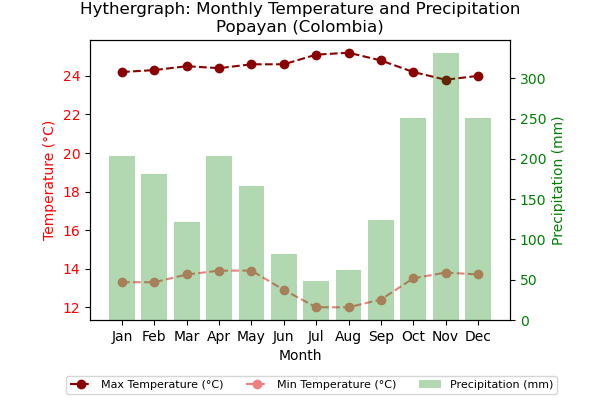 Hythergraph: Monthly Temperature and Precipitation
Popayan (Colombia)
Temperature (°C)
24
22
20
18
16
14
12
Precipitation (mm)
300
250
200
150
100
50
0
Jan Feb Mar Apr May Jun Jul Aug Sep Oct Nov Dec
Month
Max Temperature (°C) Min Temperature (°C) Precipitation (mm)